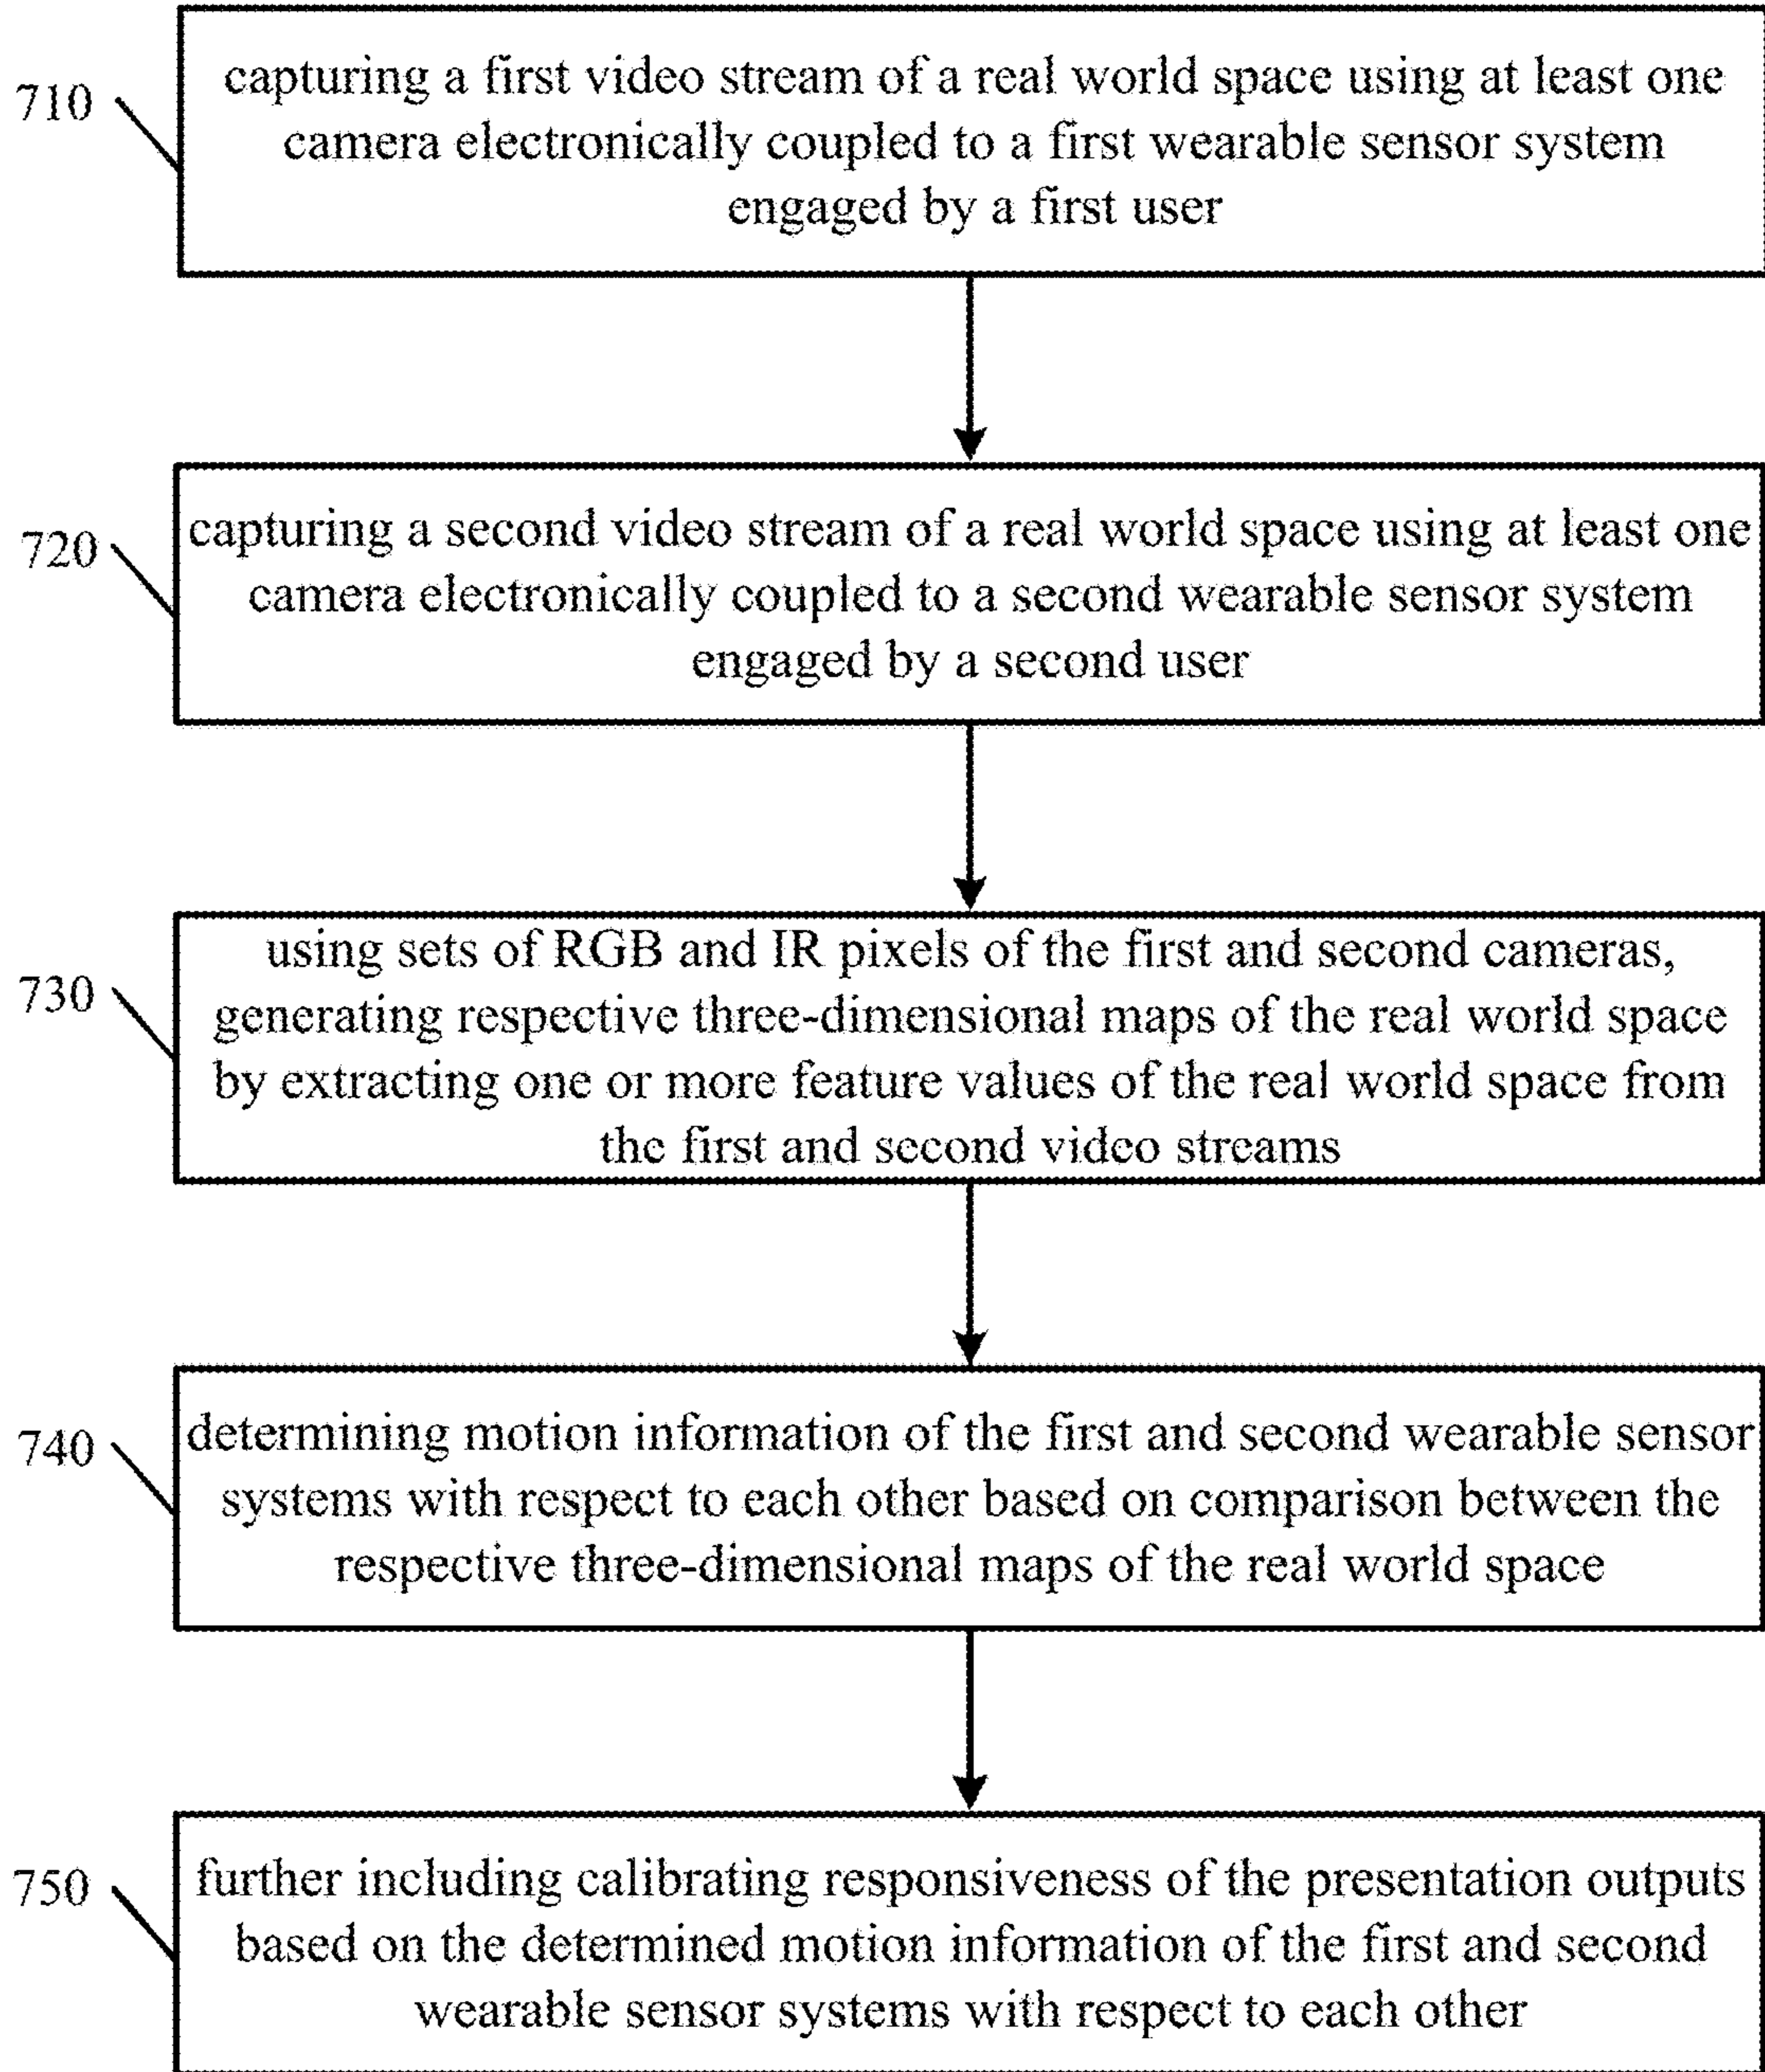 710
capturing a first video stream of a real world space using at least one
camera electronically coupled to a first wearable sensor system
engaged by a first user
720
capturing a second video stream of a real world space using at least one
camera electronically coupled to a second wearable sensor system
engaged by a second user
730
using sets of RGB and IR pixels of the first and second cameras,
generating respective three-dimensional maps of the real world space
by extracting one or more feature values of the real world space from
the first and second video streams
740
determining motion information of the first and second wearable sensor
systems with respect to each other based on comparison between the
respective three-dimensional maps of the real world space
750
further including calibrating responsiveness of the presentation outputs
based on the determined motion information of the first and second
wearable sensor systems with respect to each other